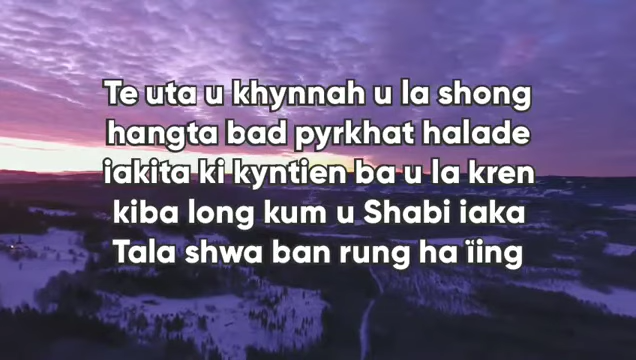 Te uta u khynnah u la shong
hangta bad pyrkhat halade
iakita ki kyntien ba u la kren
kiba long kum u Shabi iaka
Tala shwa ban rung ha ïing